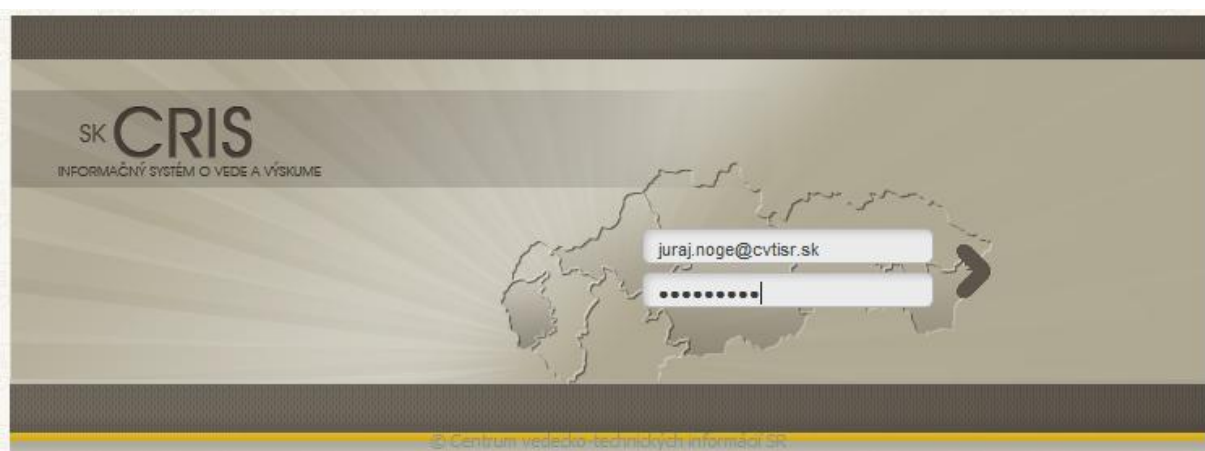 SK CRIS
INFORMAČNÝ SYSTÉM O VEDE A VÝSKUME
juraj.noge@cvtisr.sk
•••••••••
© Centrum vedecko-technických informácií SR